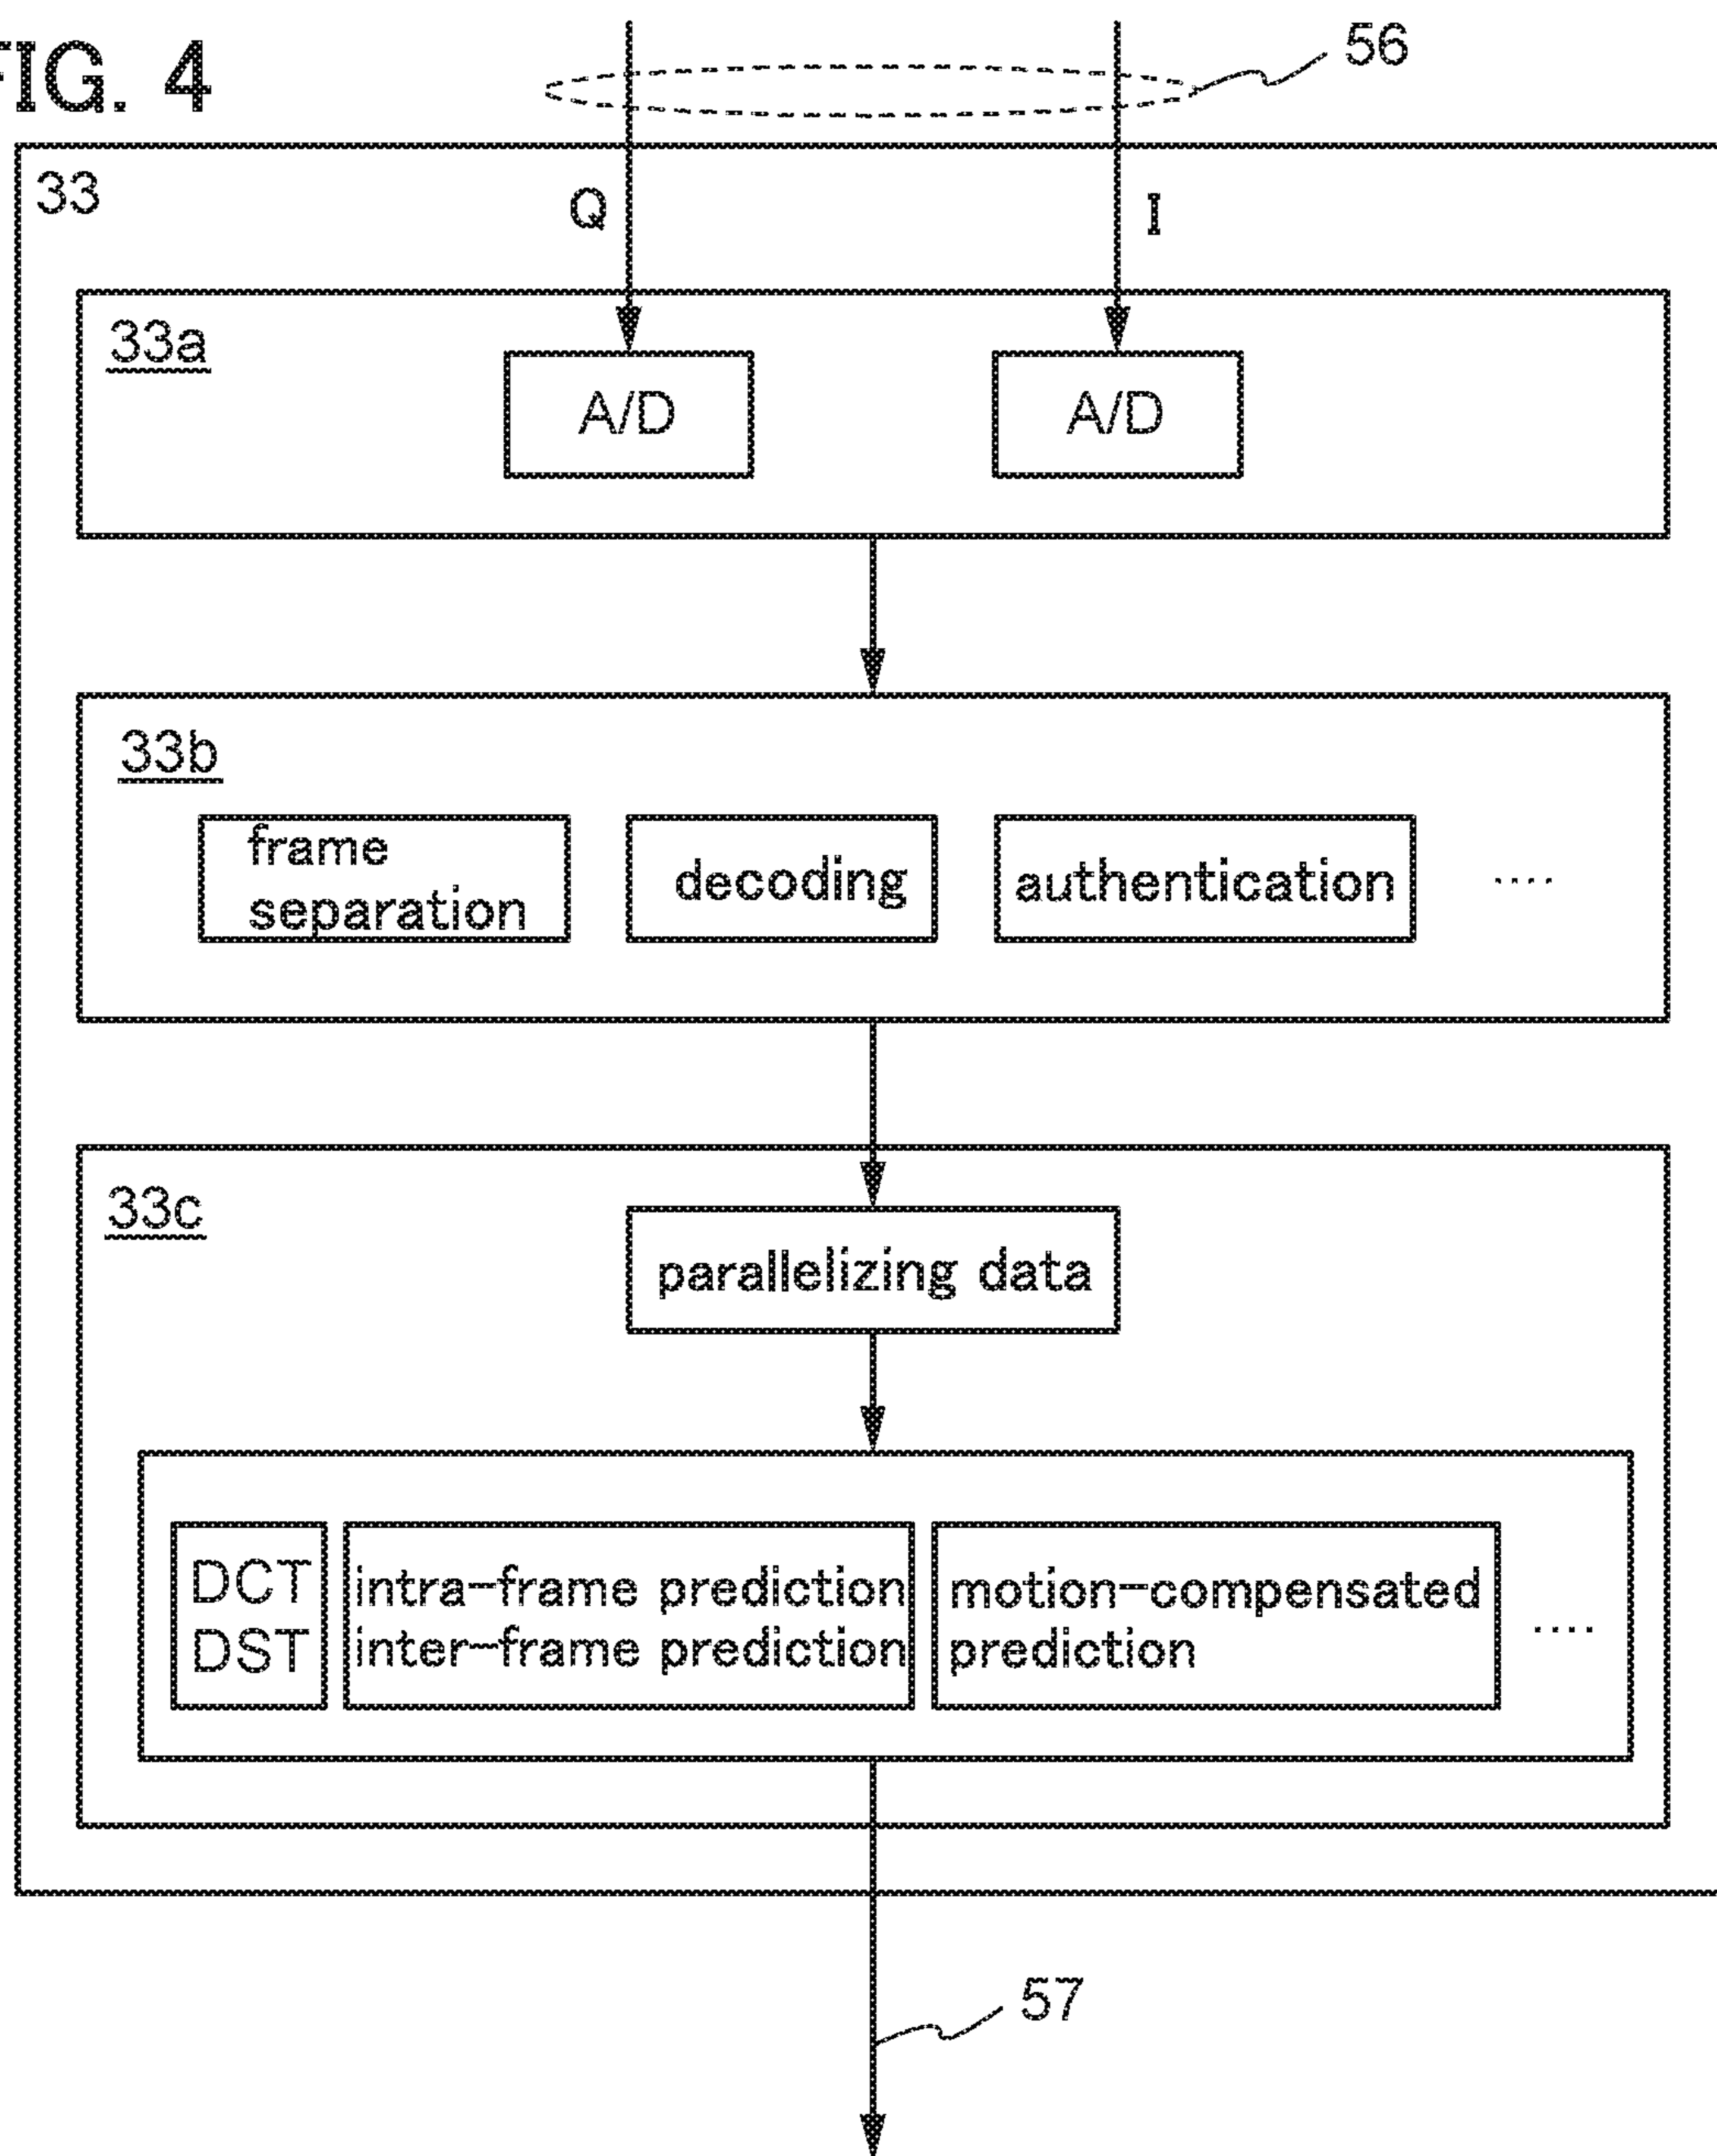 FIG. 4
56
33
Q
I
33a
A/D
A/D
33b
frame
separation
decoding
authentication
....
33c
parallelizing data
DCT
DST
intra-frame prediction
inter-frame prediction
motion-compensated
prediction
....
57